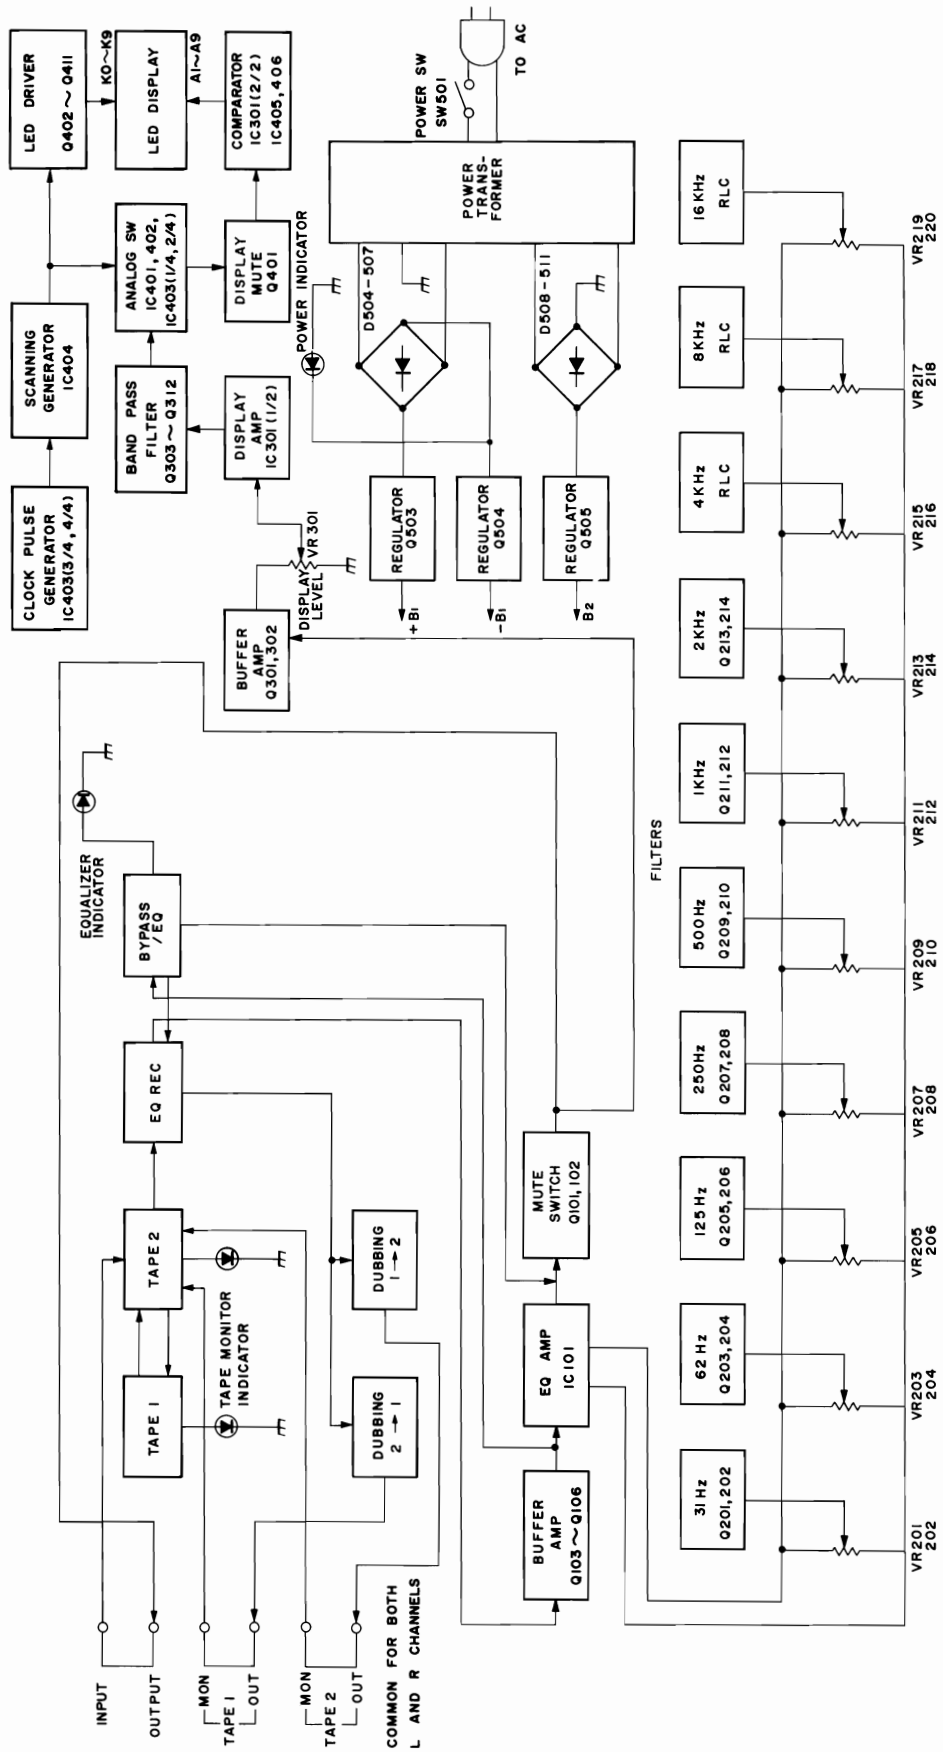 INPUT
OUTPUT
MON
TAPE 1
OUT
MON
TAPE 2
OUT
COMMON FOR BOTH
L AND R CHANNELS
TAPE 1
TAPE 2
TAPE MONITOR
INDICATOR
EQ REC
BYPASS
/EQ
EQUALIZER
INDICATOR
DUBBING
2 → 1
DUBBING
1 → 2
BUFFER
AMP
Q103～Q106
EQ AMP
IC101
MUTE
SWITCH
Q101,102
CLOCK PULSE
GENERATOR
IC403(3/4, 4/4)
SCANNING
GENERATOR
IC404
LED DRIVER
Q402～Q411
K0～K9
LED DISPLAY
A1～A9
BAND PASS
FILTER
Q303～Q312
ANALOG SW
IC401,402,
IC403(1/4,2/4)
COMPARATOR
IC301(2/2)
IC405,406
BUFFER
AMP
Q301,302
DISPLAY
LEVEL
VR301
DISPLAY
AMP
IC301(1/2)
DISPLAY
MUTE
Q401
POWER INDICATOR
+B1
REGULATOR
Q503
D504-507
-B1
REGULATOR
Q504
B2
REGULATOR
Q505
D508-511
POWER
TRANS-
FORMER
POWER SW
SW501
TO AC
FILTERS
31Hz
Q201,202
62Hz
Q203,204
125Hz
Q205,206
250Hz
Q207,208
500Hz
Q209,210
1KHz
Q211,212
2KHz
Q213,214
4KHz
RLC
8KHz
RLC
16KHz
RLC
VR201
202
VR203
204
VR205
206
VR207
208
VR209
210
VR211
212
VR213
214
VR215
216
VR217
218
VR219
220